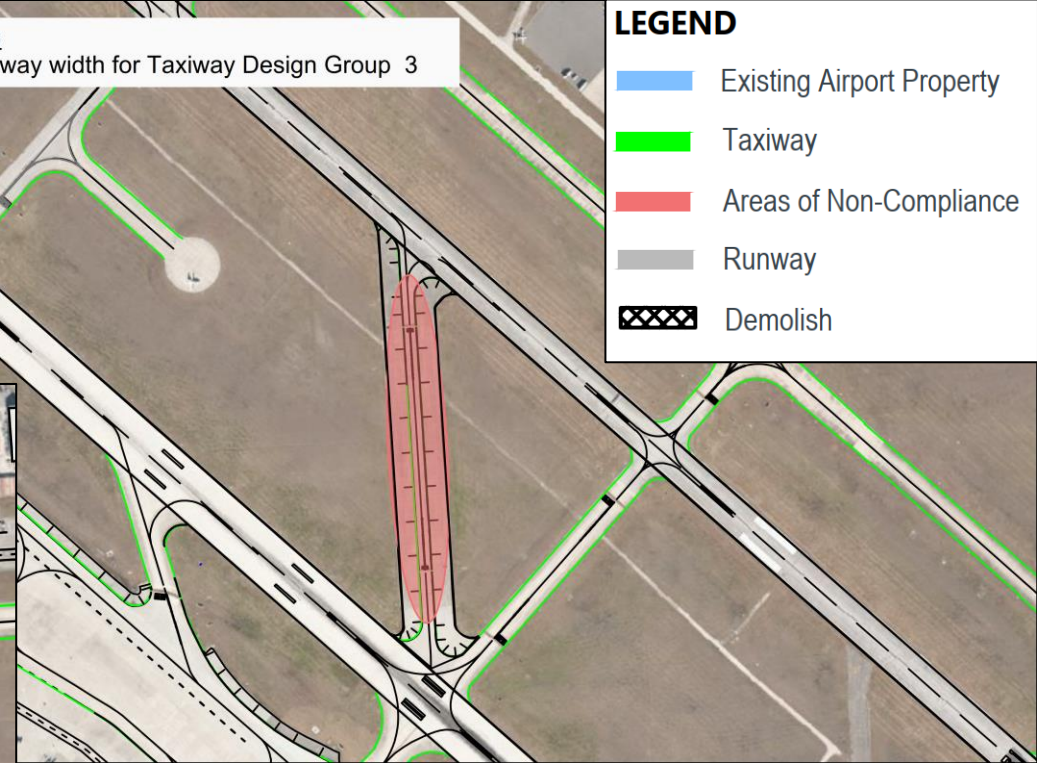 way width for Taxiway Design Group 3
LEGEND
Existing Airport Property
Taxiway
Areas of Non-Compliance
Runway
Demolish